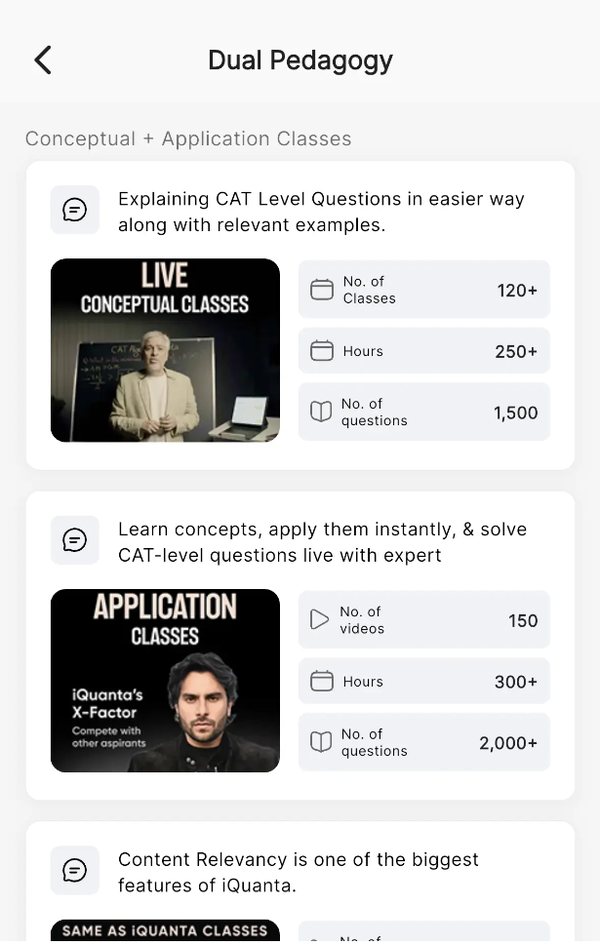 Dual Pedagogy
Conceptual + Application Classes
Explaining CAT Level Questions in easier way
along with relevant examples.
LIVE
CONCEPTUAL CLASSES
No. of
Classes
120+
Hours
250+
No. of
questions
1,500
Learn concepts, apply them instantly, & solve
CAT-level questions live with expert
APPLICATION
CLASSES
iQuanta's
X-Factor
Compete with
other aspirants
No. of
videos
150
Hours
300+
No. of
questions
2,000+
Content Relevancy is one of the biggest
features of iQuanta.
SAME AS iQUANTA CLASSES
No. of